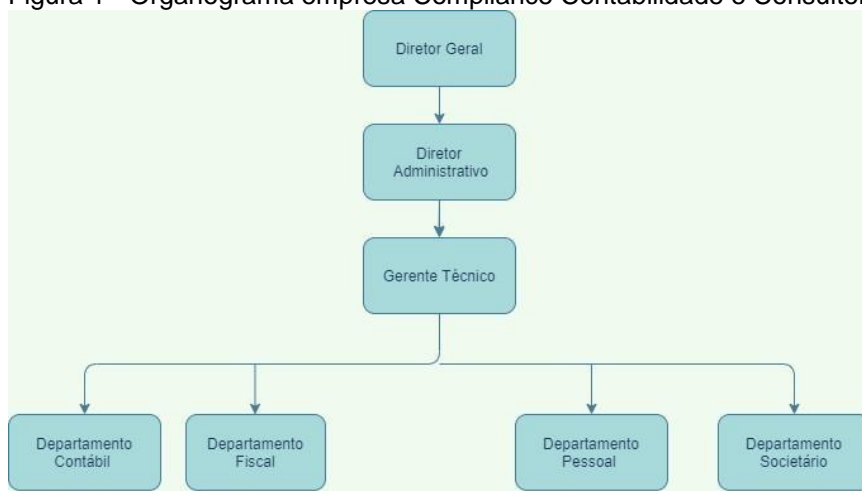 Figura 1 - Organograma empresa Compliance Contabilidade e
Diretor Geral
Diretor
Administrativo
Gerente Técnico
Departamento
Contábil
Departamento
Fiscal
Departamento
Pessoal
Departamento
Societário